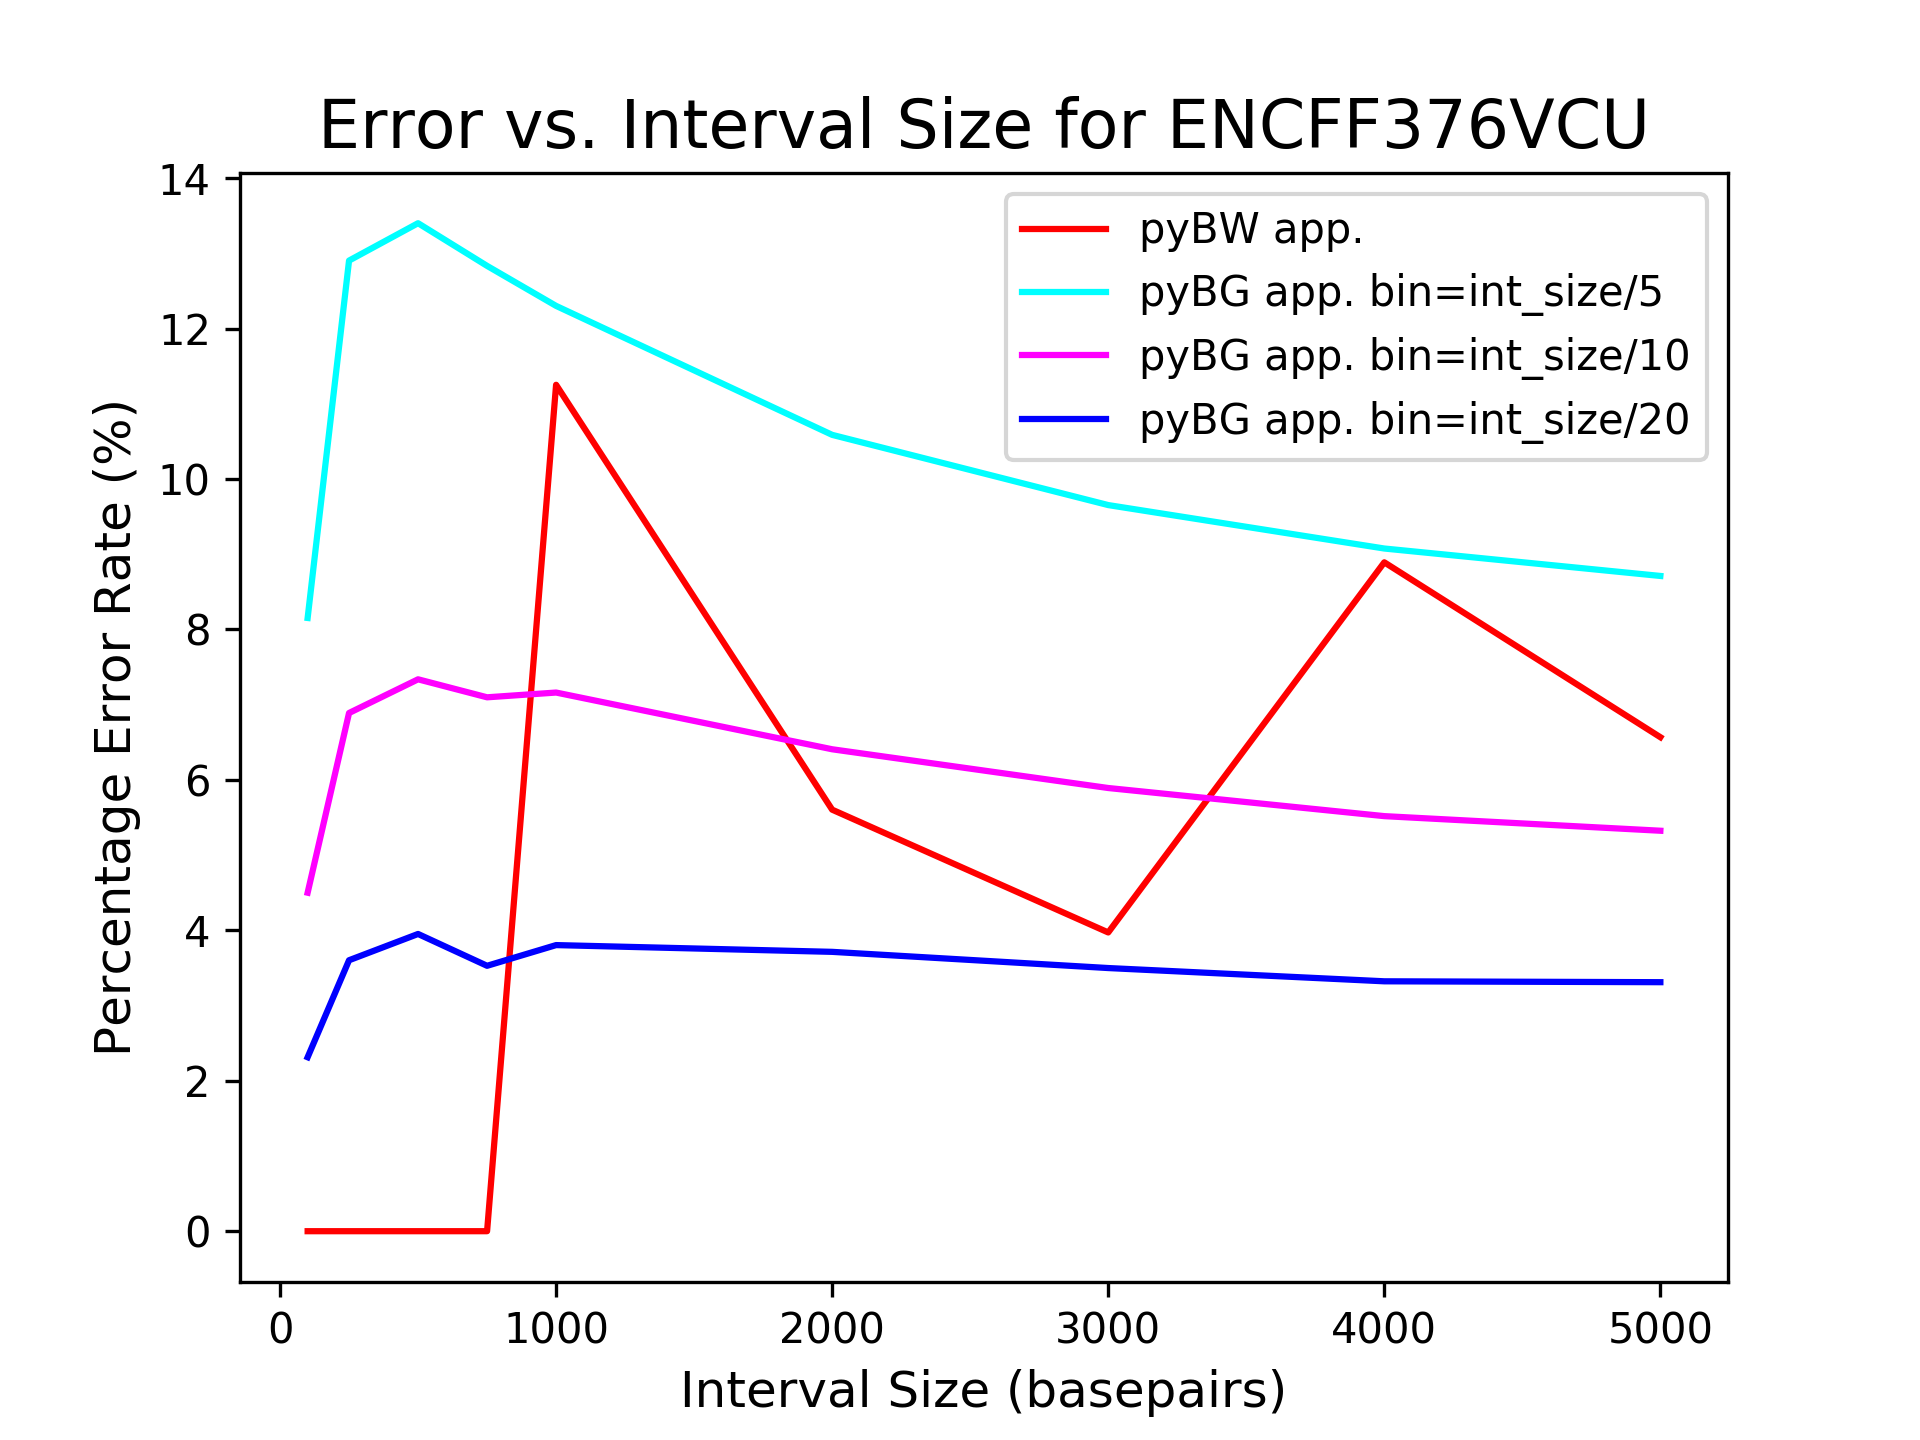 Error vs. Interval Size for ENCFF376VCU
14
12
10
8
6
4
2
0
Percentage Error Rate (%)
pyBW app.
pyBG app. bin=int_size/5
pyBG app. bin=int_size/10
pyBG app. bin=int_size/20
0 1000 2000 3000 4000 5000
Interval Size (basepairs)